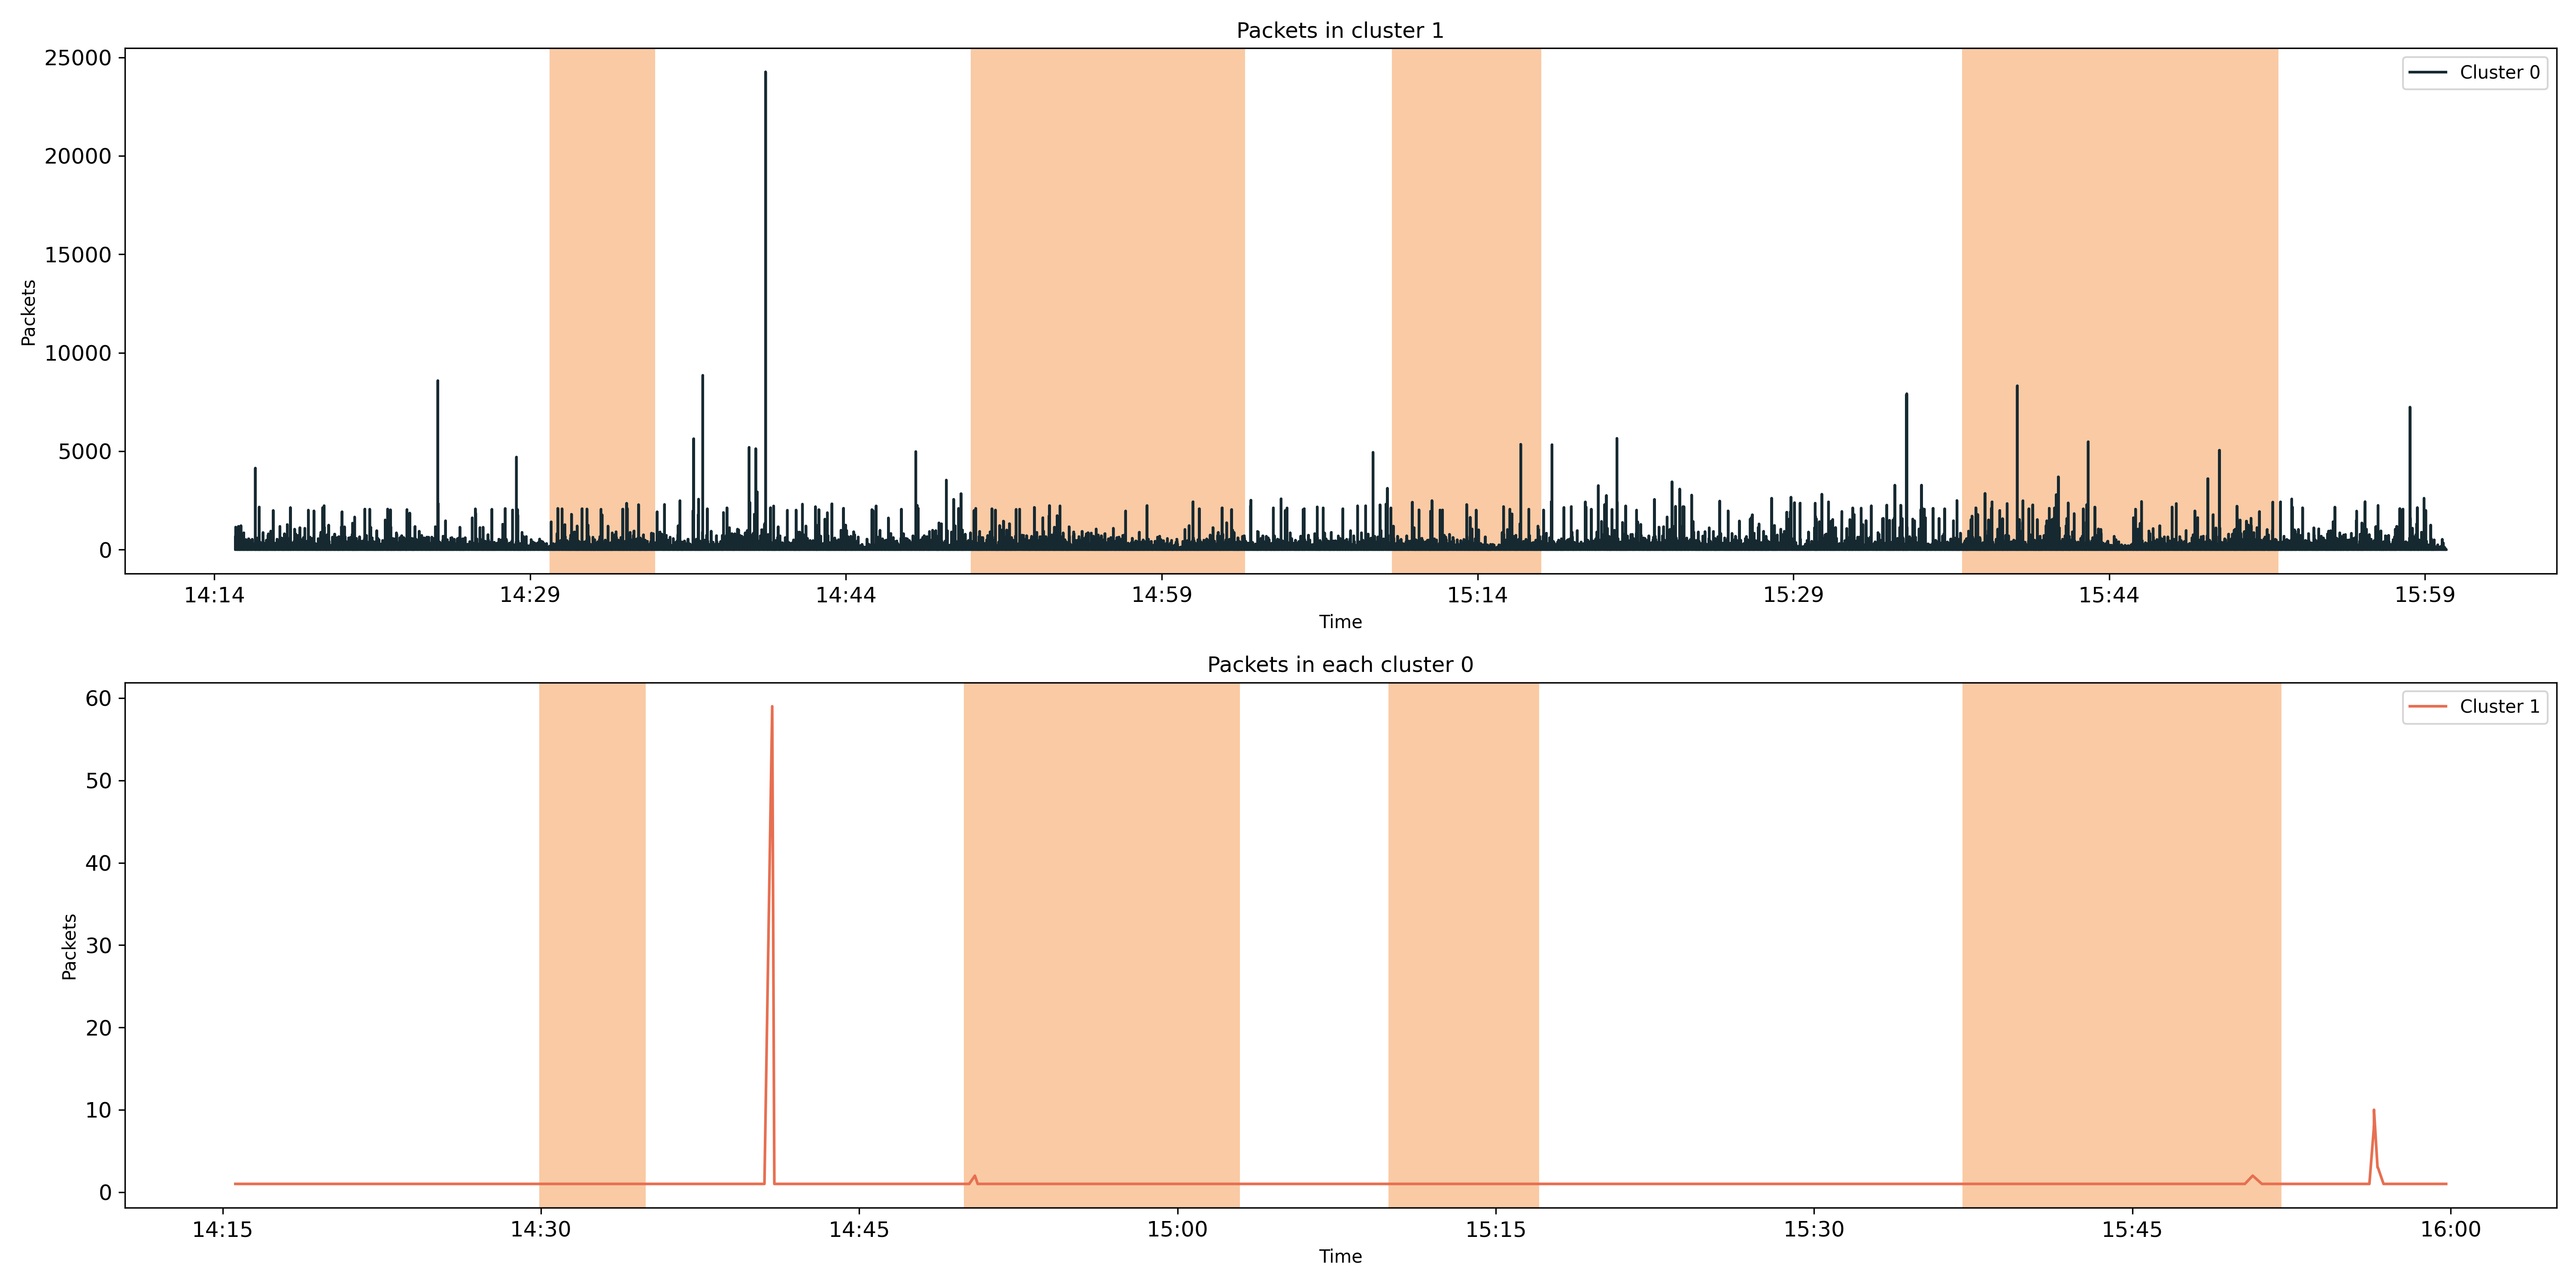 Packets in cluster 1
25000
20000
15000
10000
5000
0
Packets
Cluster 0
14:14 14:29 14:44 14:59 15:14 15:29 15:44 15:59
Time
Packets in each cluster 0
60
50
40
30
20
10
0
Packets
Cluster 1
14:15 14:30 14:45 15:00 15:15 15:30 15:45 16:00
Time